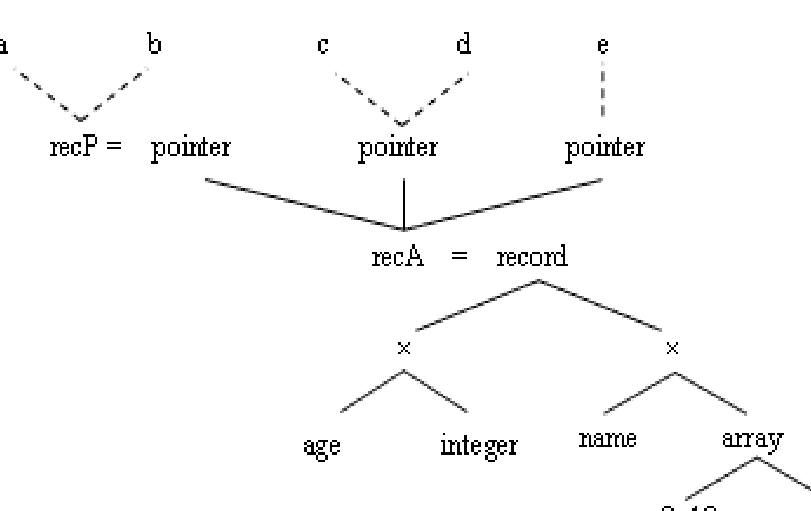 a b c d e
recP = pointer pointer pointer
recA = record
x x
age integer name array